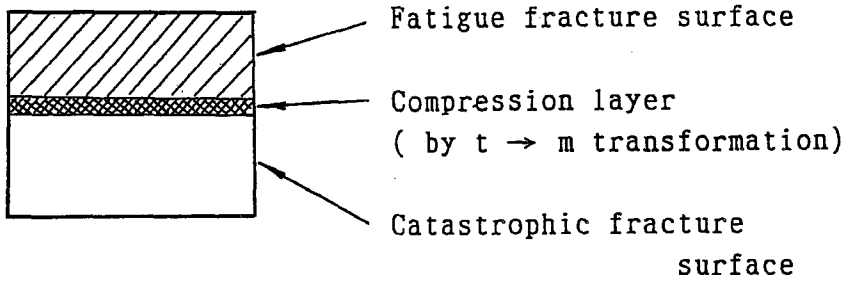 Fatigue fracture surface
Compression layer
( by t → m transformation)
Catastrophic fracture
surface